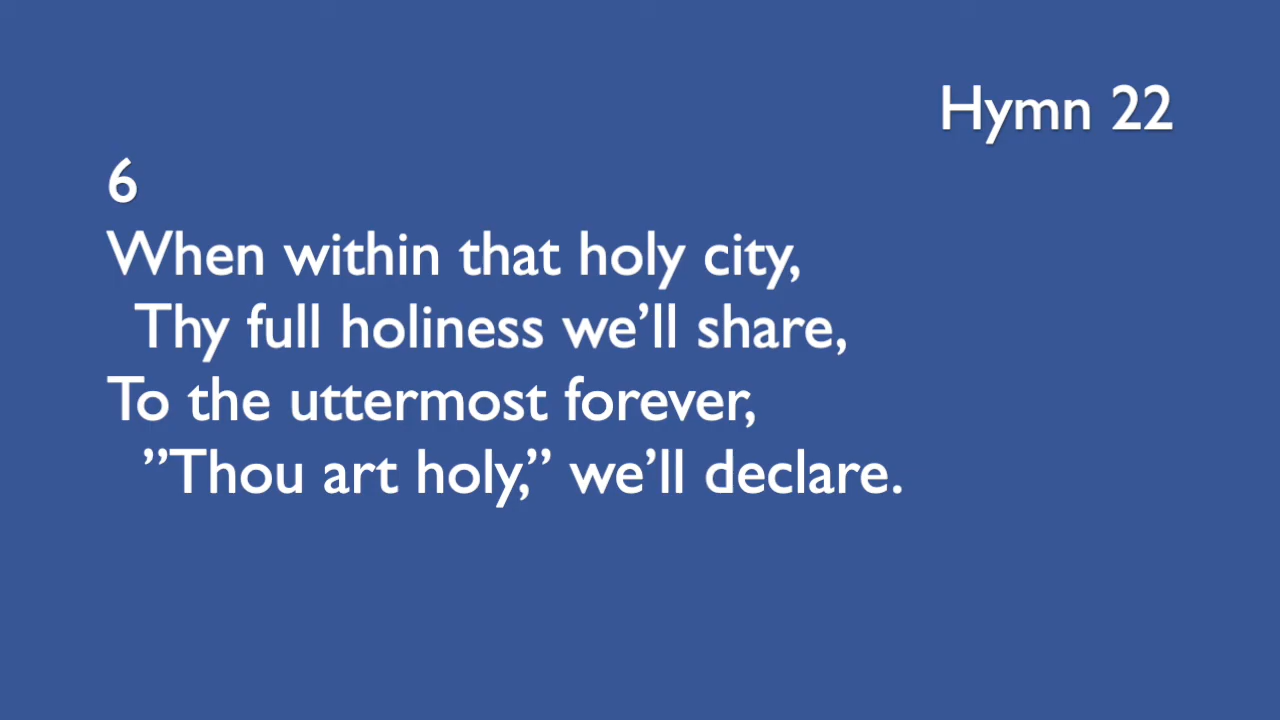 Hymn 22
6
When within that holy city,
Thy full holiness we’ll share,
To the uttermost forever,
”Thou art holy,” we’ll declare.